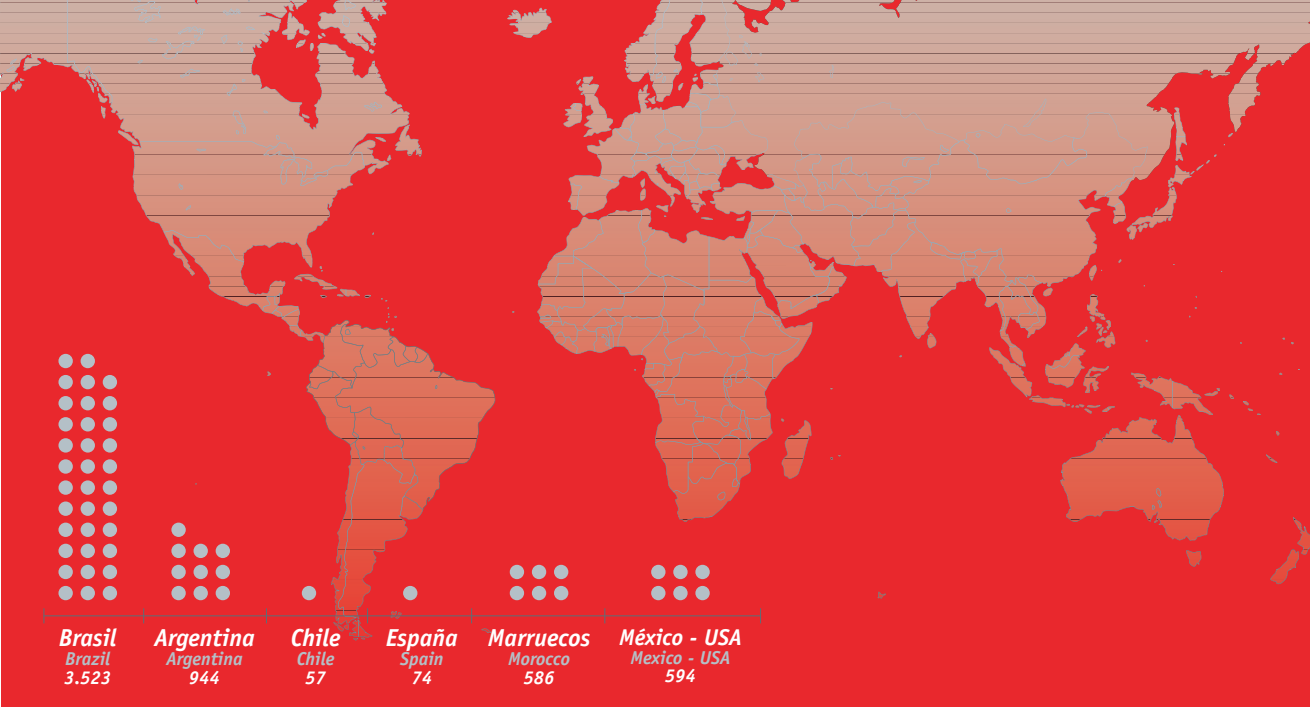 Brasil
Brazil
3.523
Argentina
Argentina
944
Chile
Chile
57
España
Spain
74
Marruecos
Morocco
586
México - USA
Mexico - USA
594